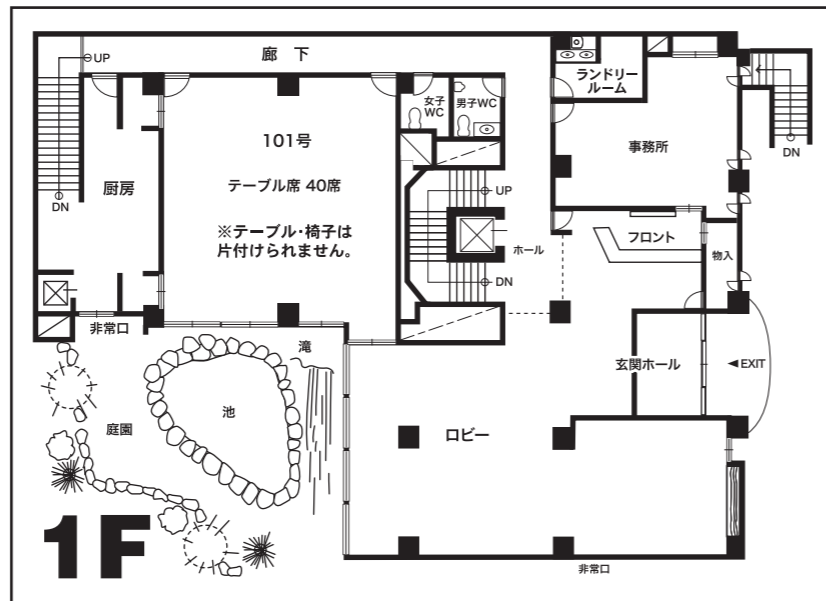 廊 下
UP
ランドリー
ルーム
女子
WC
男子WC
101号
テーブル席 40席
※テーブル・椅子は
片付けられません。
厨房
DN
事務所
DN
UP
ホール
DN
フロント
物入
非常口
滝
玄関ホール
EXIT
池
庭園
ロビー
1F
非常口